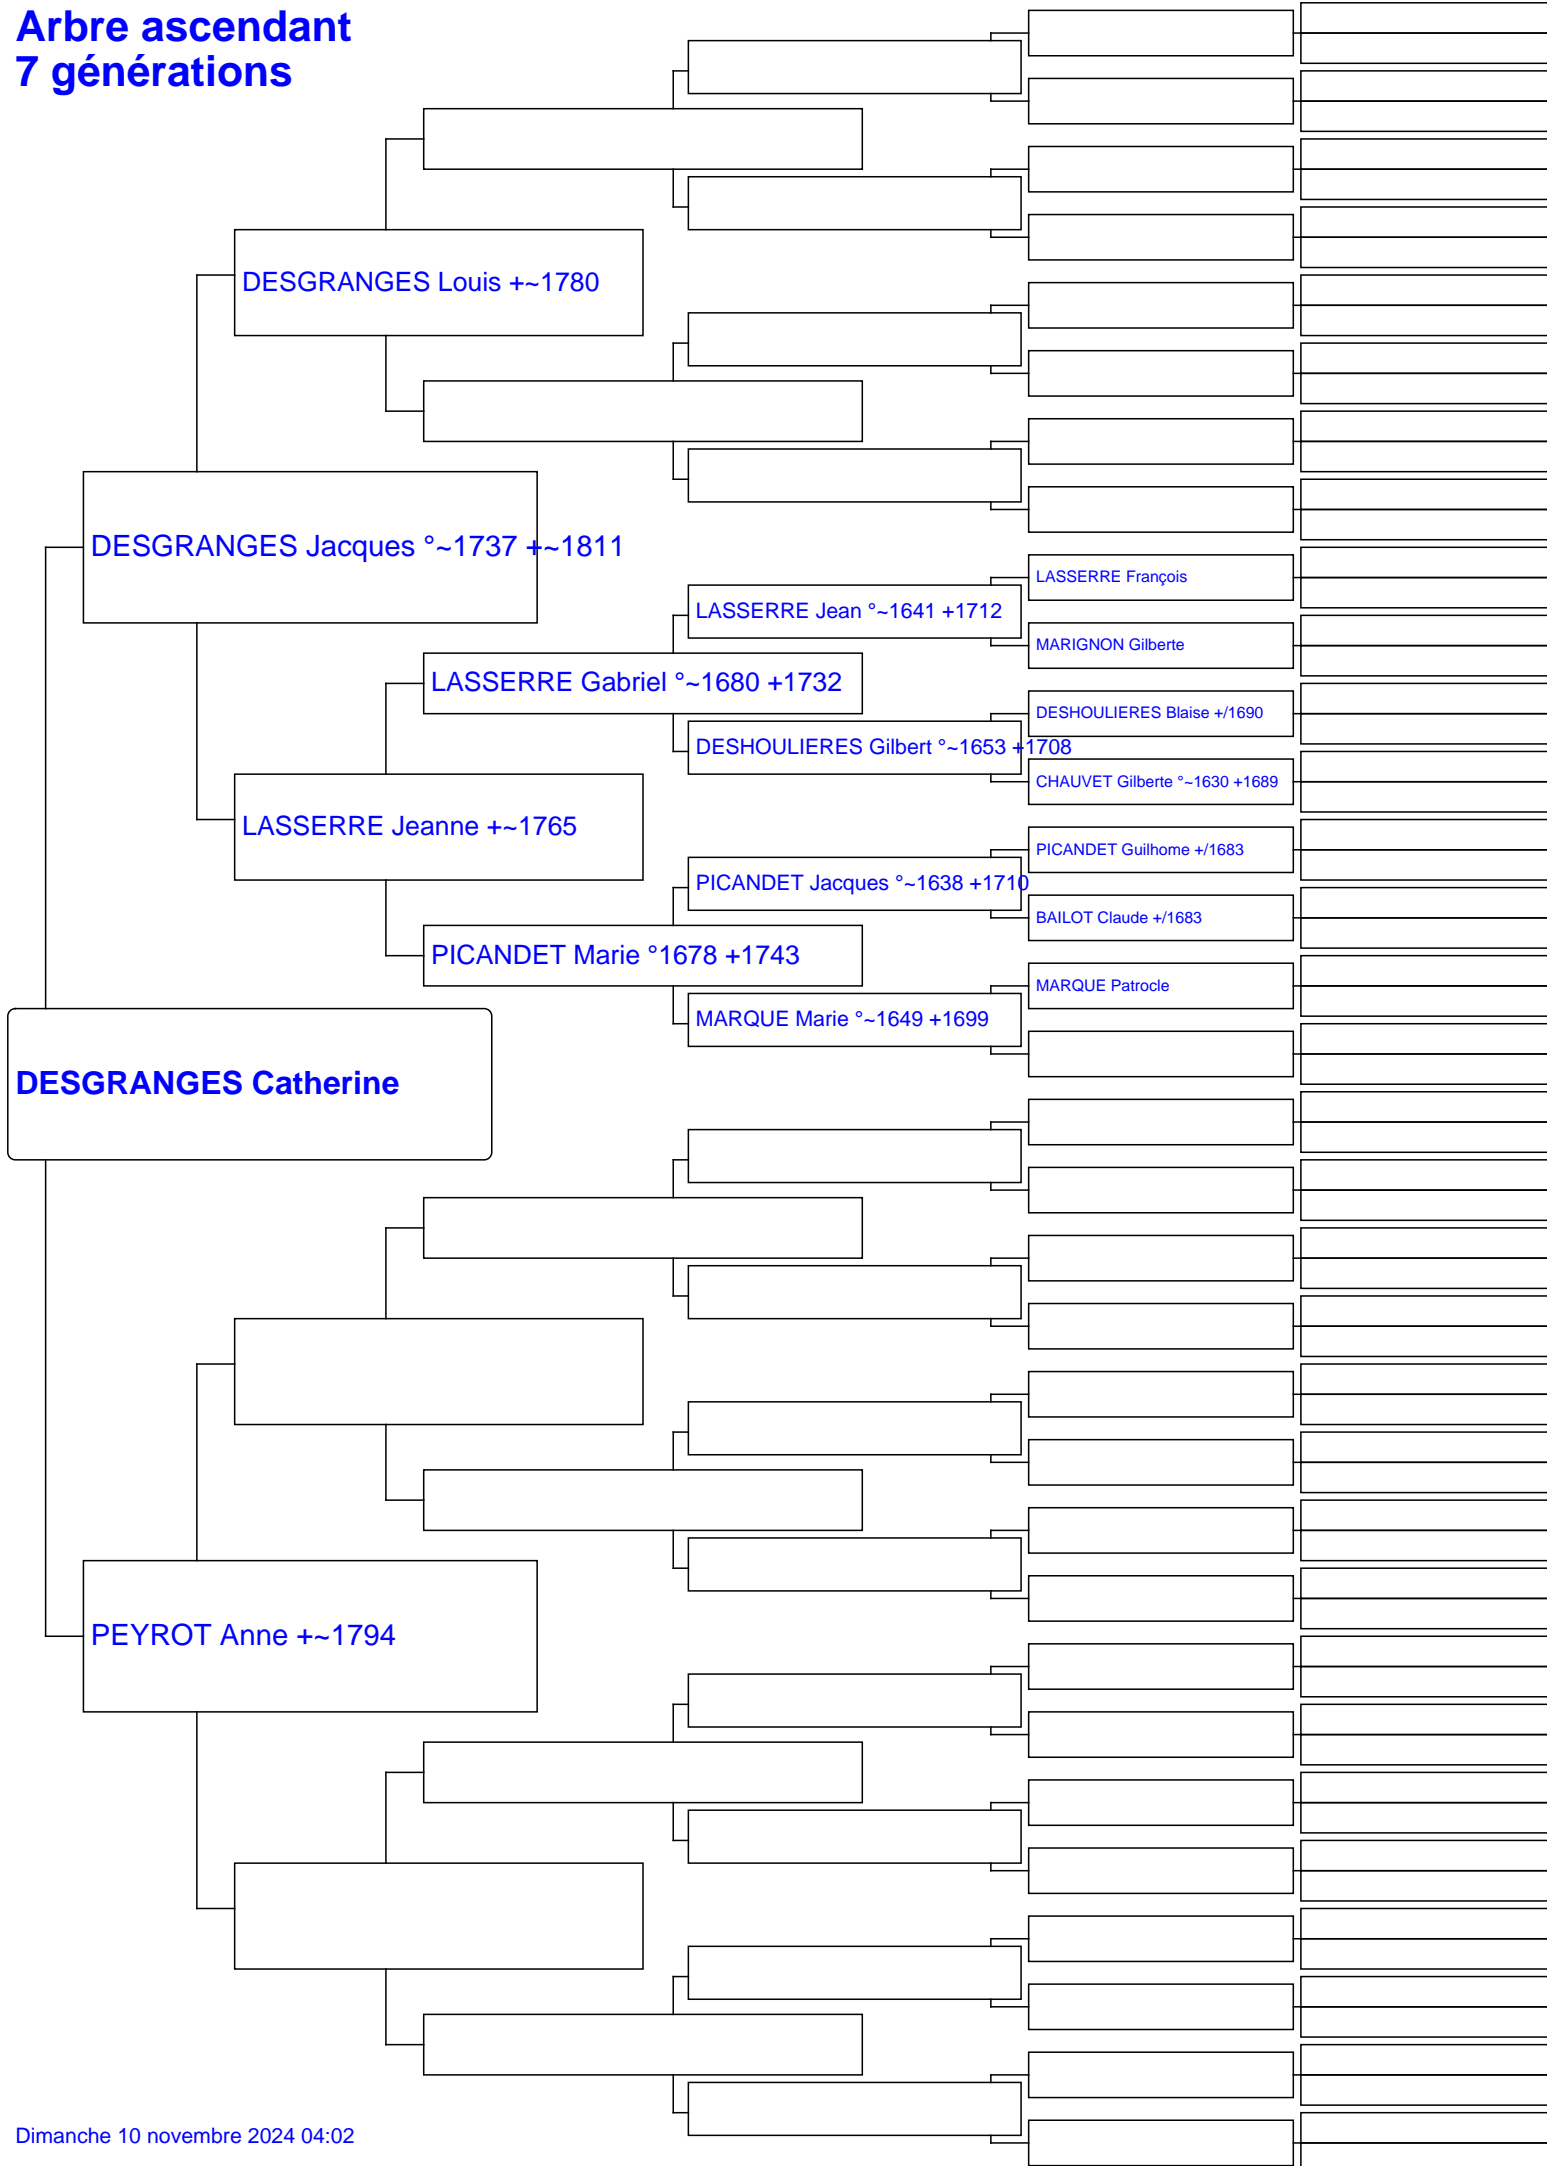 Arbre ascendant
7 générations
DESGRANGES Louis +~1780
DESGRANGES Jacques °~1737 +~1811
LASSERRE François
LASSERRE Jean °~1641 +1712
MARIGNON Gilberte
LASSERRE Gabriel °~1680 +1732
DESHOULIERES Blaise +/1690
DESHOULIERES Gilbert °~1653 +1708
CHAUVET Gilberte °~1630 +1689
LASSERRE Jeanne +~1765
PICANDET Guilhome +/1683
PICANDET Jacques °~1638 +1710
BAILOT Claude +/1683
PICANDET Marie °1678 +1743
MARQUE Patrocle
MARQUE Marie °~1649 +1699
DESGRANGES Catherine
PEYROT Anne +~1794
Dimanche 10 novembre 2024 04:02